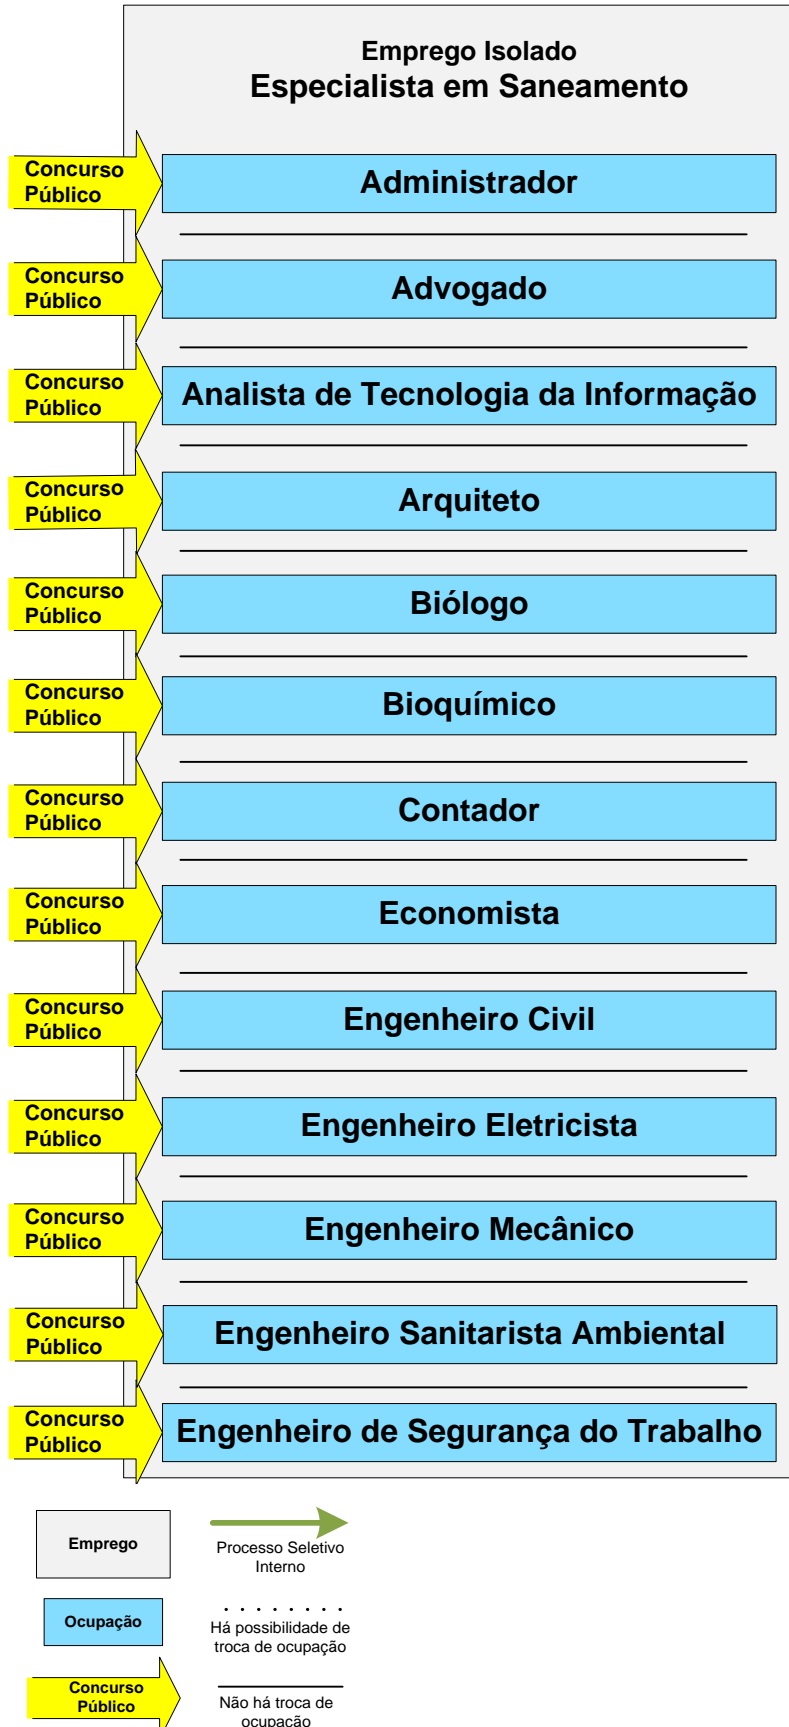 Emprego Isolado
Especialista em Saneamento
Concurso
Público
Administrador
Concurso
Público
Advogado
Concurso
Público
Analista de Tecnologia da Informação
Concurso
Público
Arquiteto
Concurso
Público
Biólogo
Concurso
Público
Bioquímico
Concurso
Público
Contador
Concurso
Público
Economista
Concurso
Público
Engenheiro Civil
Concurso
Público
Engenheiro Eletricista
Concurso
Público
Engenheiro Mecânico
Concurso
Público
Engenheiro Sanitarista Ambiental
Concurso
Público
Engenheiro de Segurança do Trabalho
Emprego
Processo Seletivo
Interno
Ocupação
Há possibilidade de
troca de ocupação
Concurso
Público
Não há troca de
ocupação